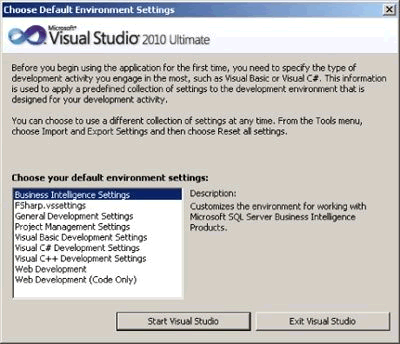 Choose Default Environment Settings
Microsoft®
Visual Studio® 2010 Ultimate
Before you begin using the application for the first time, you need to specify the type of
development activity you engage in the most, such as Visual Basic or Visual C#. This information
is used to apply a predefined collection of settings to the development environment that is
designed for your development activity.
You can choose to use a different collection of settings at any time. From the Tools menu,
choose Import and Export Settings and then choose Reset all settings.
Choose your default environment settings:
Business Intelligence Settings
FSharp.vssettings
General Development Settings
Project Management Settings
Visual Basic Development Settings
Visual C# Development Settings
Visual C++ Development Settings
Web Development
Web Development (Code Only)
Description:
Customizes the environment for working with
Microsoft SQL Server Business Intelligence
Products.
Start Visual Studio
Exit Visual Studio